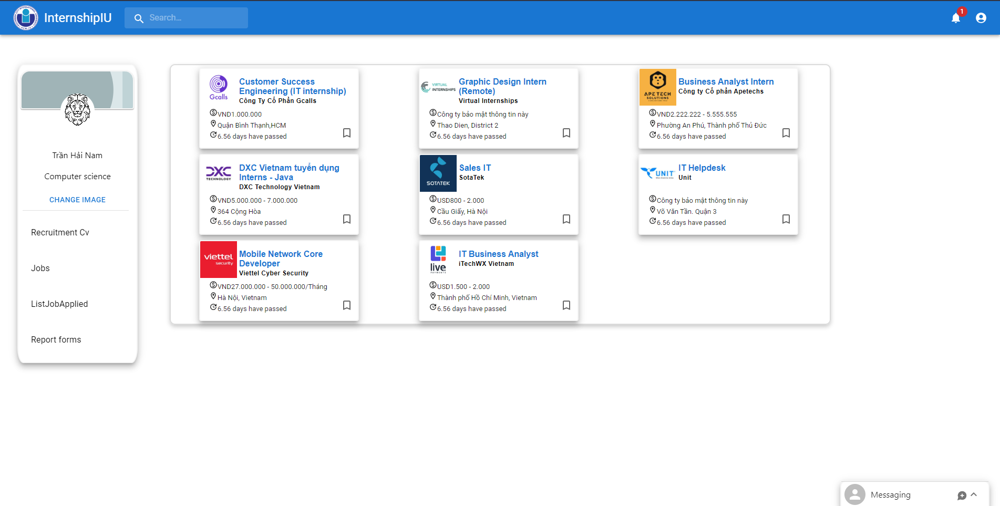 InternshipIU
Search...
1
Trần Hải Nam
Computer science
CHANGE IMAGE
Recruitment Cv
Jobs
ListJobApplied
Report forms
Gcalls
Customer Success
Engineering (IT internship)
Công Ty Cổ Phần Gcalls
VND1.000.000
Quận Bình Thạnh,HCM
6.56 days have passed
VIRTUAL
INTERNSHIPS
Graphic Design Intern
(Remote)
Virtual Internships
Công ty bảo mật thông tin này
Thao Dien, District 2
6.56 days have passed
APETECH
SOLUTIONS
Business Analyst Intern
Công ty Cổ phần Apetechs
VND2.222.222 - 5.555.555
Phường An Phú, Thành phố Thủ Đức
6.56 days have passed
DXC
TECHNOLOGY
DXC Vietnam tuyển dụng
Interns - Java
DXC Technology Vietnam
VND5.000.000 - 7.000.000
364 Cộng Hòa
6.56 days have passed
SOTATEK
Sales IT
SotaTek
USD800 - 2.000
Cầu Giấy, Hà Nội
6.56 days have passed
UNIT
IT Helpdesk
Unit
Công ty bảo mật thông tin này
Võ Văn Tần. Quận 3
6.56 days have passed
viettel
security
Mobile Network Core
Developer
Viettel Cyber Security
VND27.000.000 - 50.000.000/Tháng
Hà Nội, Vietnam
6.56 days have passed
live
PAYMENTS
IT Business Analyst
iTechWX Vietnam
USD1.500 - 2.000
Thành phố Hồ Chí Minh, Vietnam
6.56 days have passed
Messaging